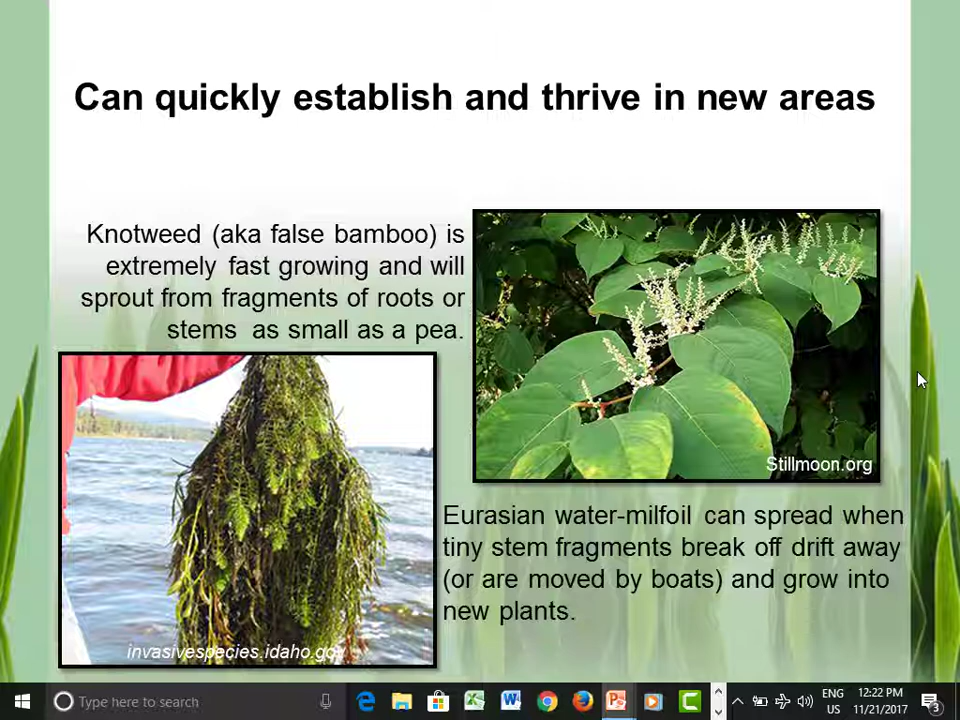 Can quickly establish and thrive in new areas
Knotweed (aka false bamboo) is
extremely fast growing and will
sprout from fragments of roots or
stems as small as a pea.
Stillmoon.org
Eurasian water-milfoil can spread when
tiny stem fragments break off drift away
(or are moved by boats) and grow into
new plants.
invasivespecies.idaho.gov
Type here to search
ENG
US
12:22 PM
11/21/2017
3